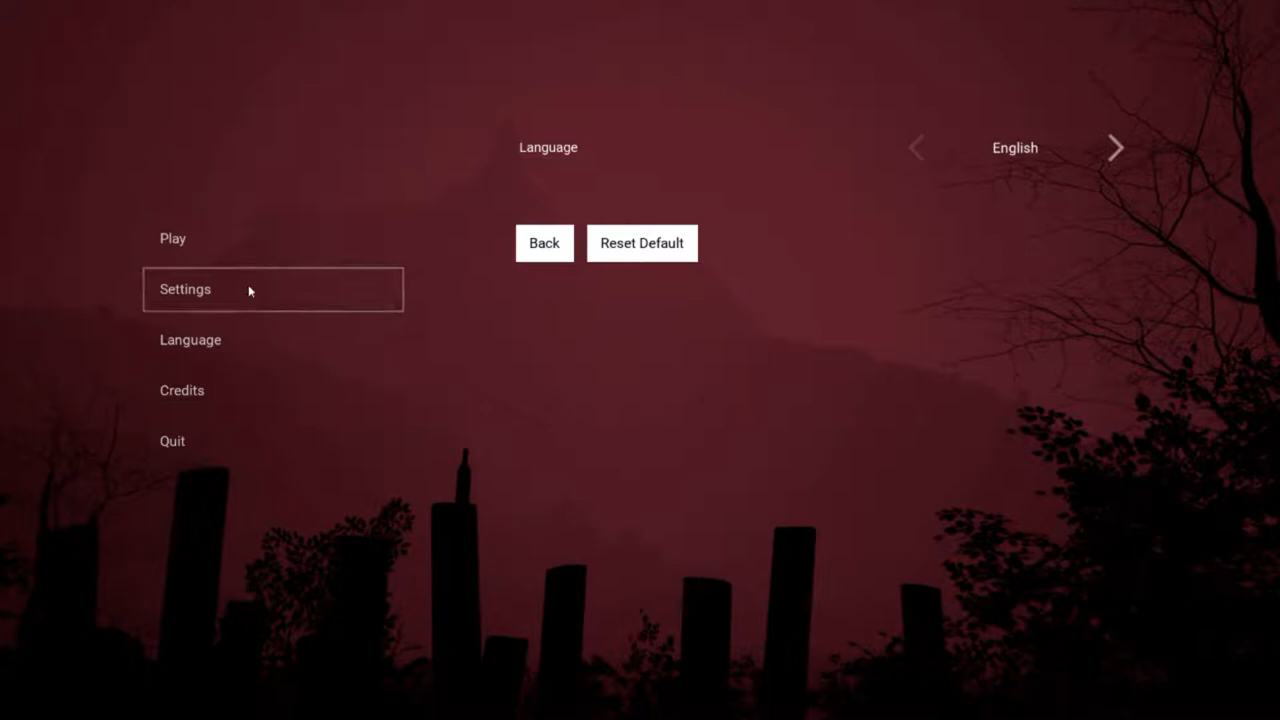 Language
English
Play
Back
Reset Default
Settings
Language
Credits
Quit